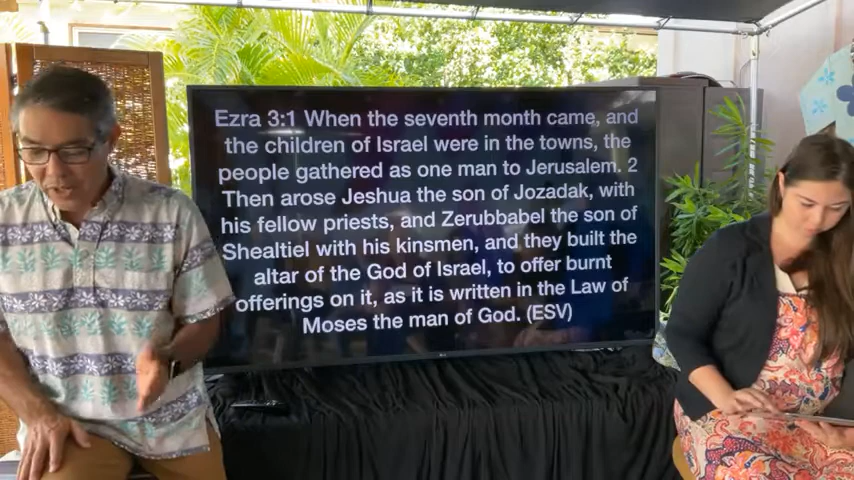 Ezra 3:1 When the seventh month came, and
the children of Israel were in the towns, the
people gathered as one man to Jerusalem. 2
Then arose Jeshua the son of Jozadak, with
his fellow priests, and Zerubbabel the son of
Shealtiel with his kinsmen, and they built the
altar of the God of Israel, to offer burnt
offerings on it, as it is written in the Law of
Moses the man of God. (ESV)
LG